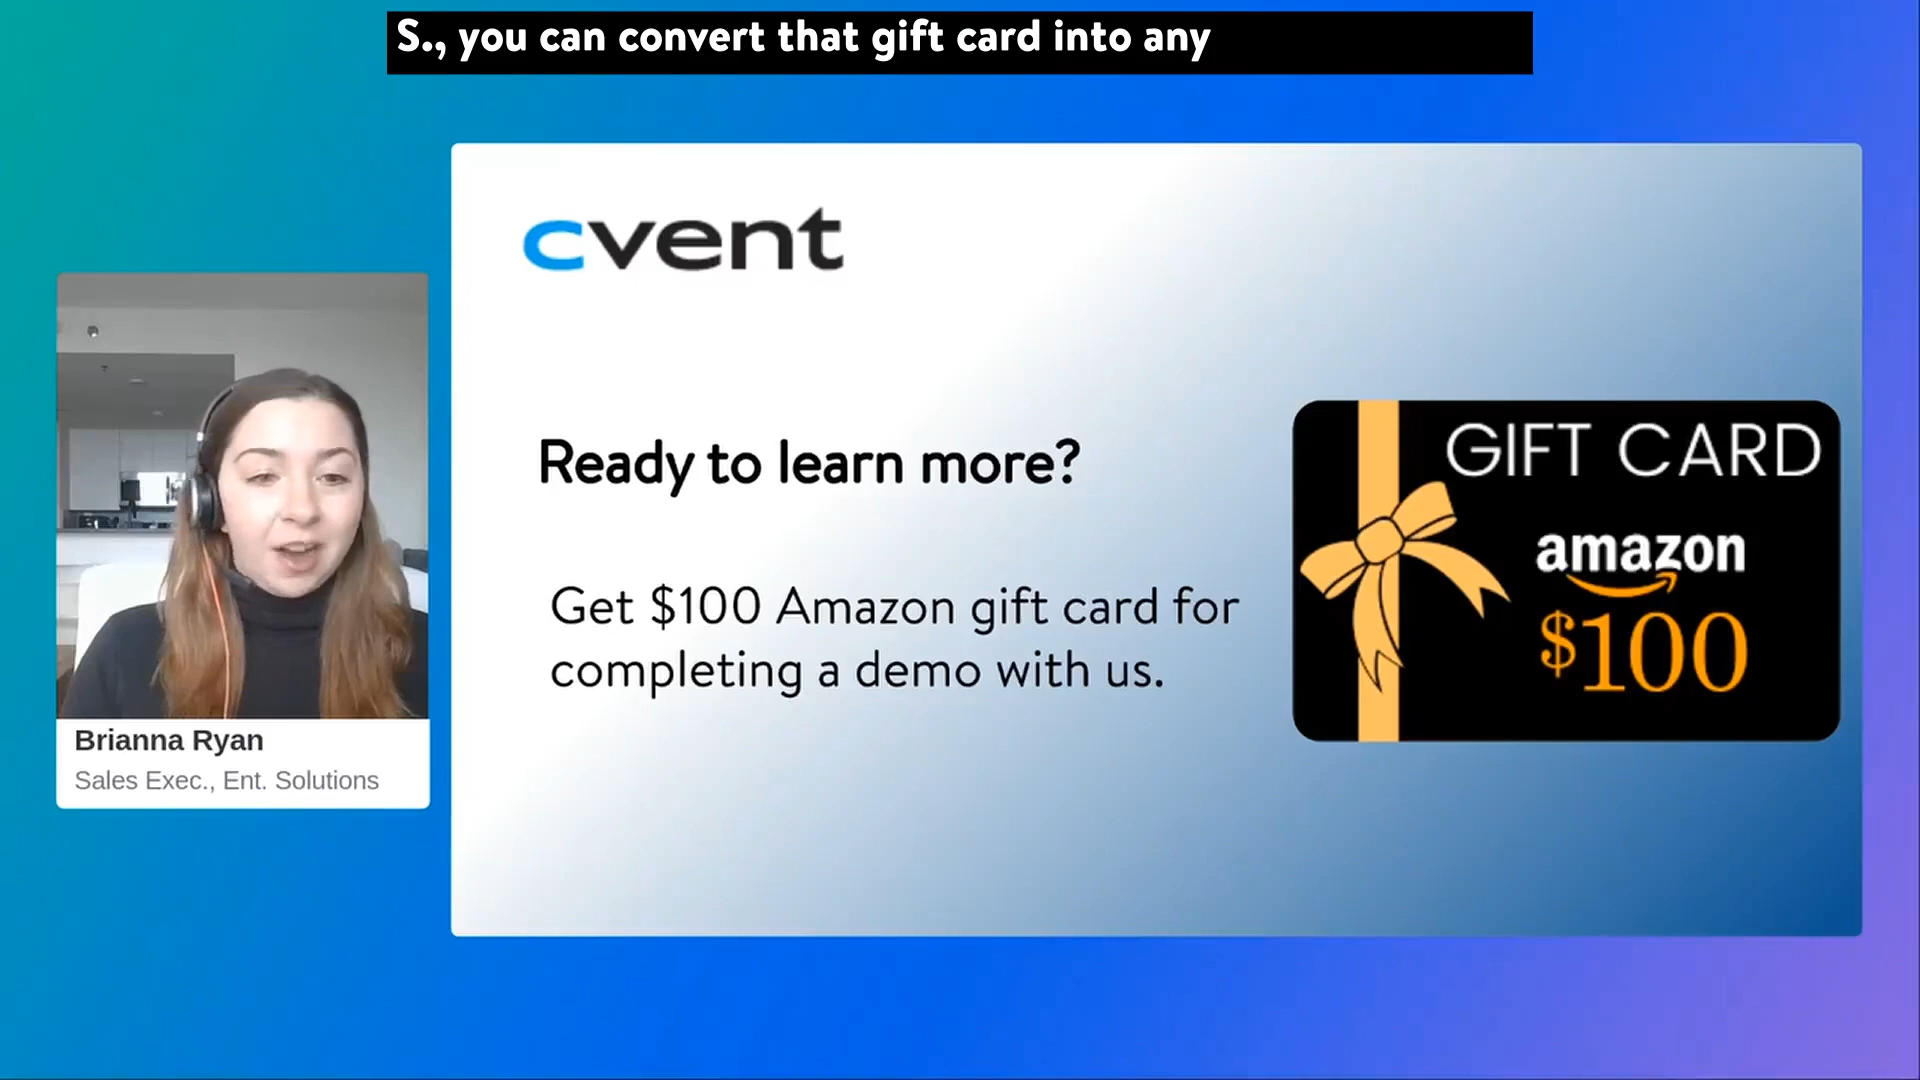 S., you can convert that gift card into any
cvent
Ready to learn more?
Get $100 Amazon gift card for
completing a demo with us.
GIFT CARD
amazon
$100
Brianna Ryan
Sales Exec., Ent. Solutions